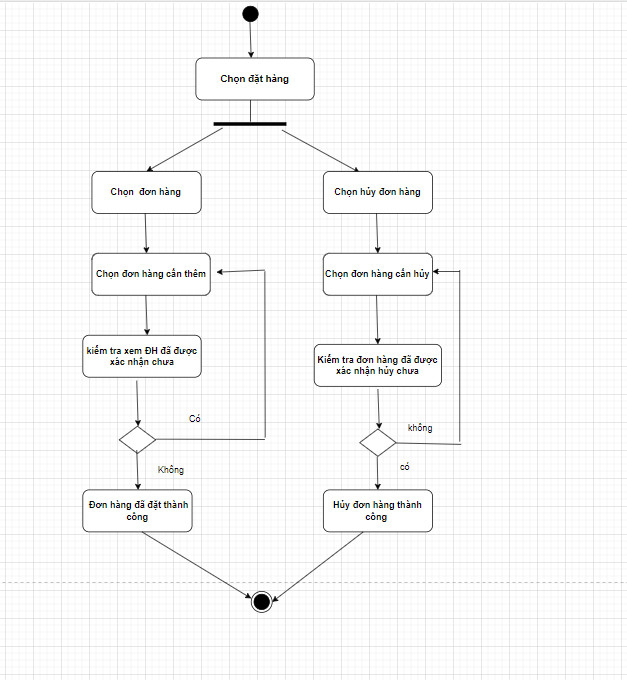 Chọn đặt hàng
Chọn đơn hàng
Chọn hủy đơn hàng
Chọn đơn hàng cần thêm
Chọn đơn hàng cần hủy
kiểm tra xem ĐH đã được
xác nhận chưa
Kiểm tra đơn hàng đã được
xác nhận hủy chưa
Có
không
Không
có
Đơn hàng đã đặt thành
công
Hủy đơn hàng thành
công